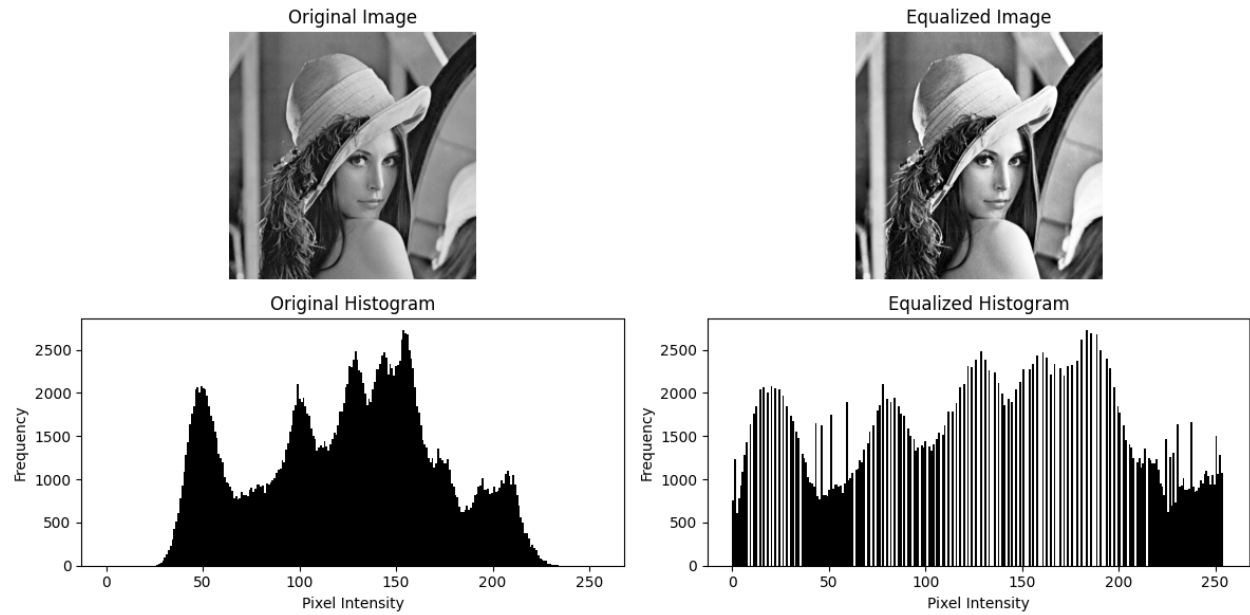 Original Image
Equalized Image
Original Histogram
Equalized Histogram
Frequency
2500
2000
1500
1000
500
0
0 50 100 150 200 250
Pixel Intensity
Frequency
2500
2000
1500
1000
500
0
0 50 100 150 200 250
Pixel Intensity